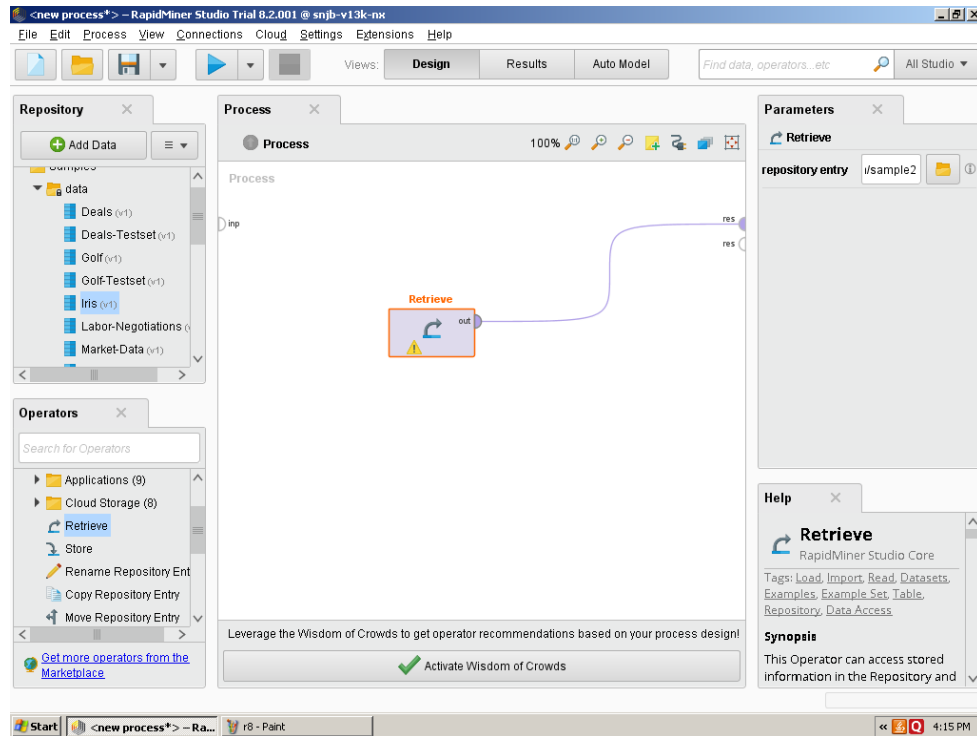 <new process*> – RapidMiner Studio Trial 8.2.001 @ snjb-v13k-nx
File Edit Process View Connections Cloud Settings Extensions Help
Views: Design Results Auto Model Find data, operators...etc All Studio
Repository
Add Data
data
Deals (v1)
Deals-Testset (v1)
Golf (v1)
Golf-Testset (v1)
Iris (v1)
Labor-Negotiations
Market-Data (v1)
Operators
Search for Operators
Applications (9)
Cloud Storage (8)
Retrieve
Store
Rename Repository Ent
Copy Repository Entry
Move Repository Entry
Get more operators from the
Marketplace
Process
Process
100%
Process
inp
res
res
Retrieve
out
Leverage the Wisdom of Crowds to get operator recommendations based on your process design!
Activate Wisdom of Crowds
Parameters
Retrieve
repository entry /sample2
Help
Retrieve
RapidMiner Studio Core
Tags: Load, Import, Read, Datasets,
Examples, Example Set, Table,
Repository, Data Access
Synopsis
This Operator can access stored
information in the Repository and
Start <new process*> – Ra... r8 - Paint « 4:15 PM